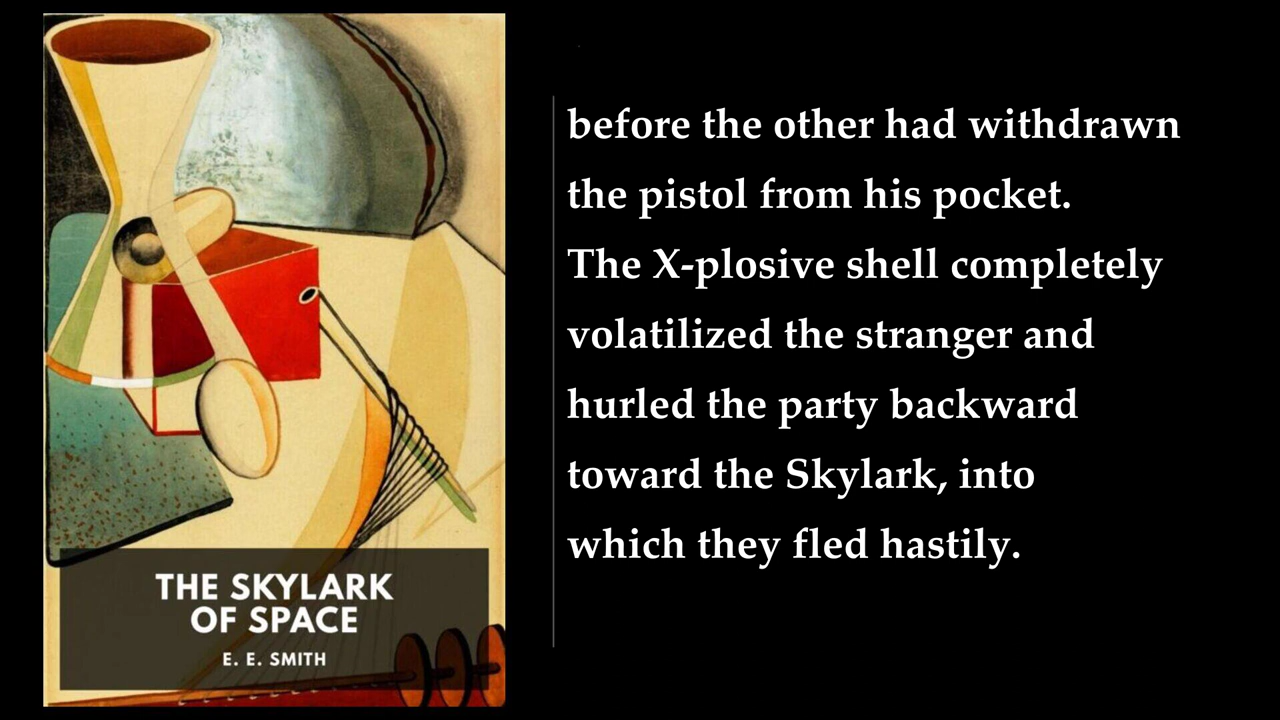 THE SKYLARK
OF SPACE
E. E. SMITH
before the other had withdrawn
the pistol from his pocket.
The X-plosive shell completely
volatilized the stranger and
hurled the party backward
toward the Skylark, into
which they fled hastily.